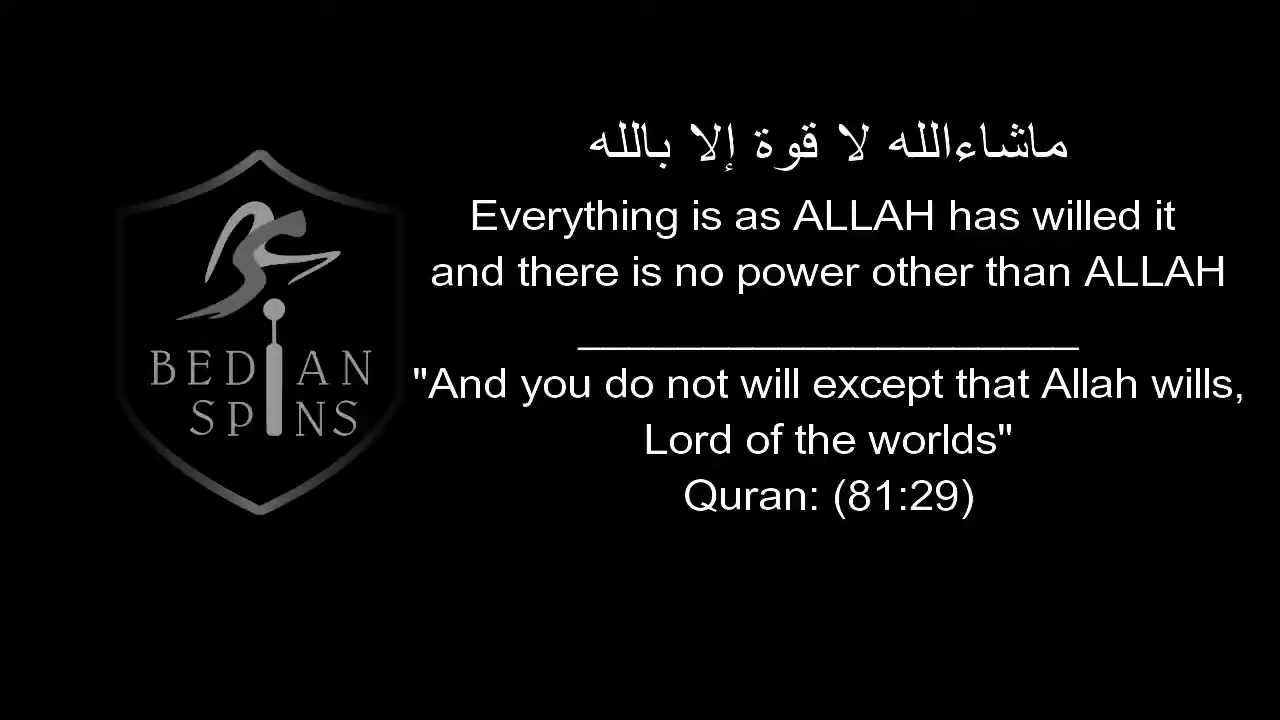 BEDIAN
SPINS
ماشاءالله لا قوة إلا بالله
Everything is as ALLAH has willed it
and there is no power other than ALLAH
"And you do not will except that Allah wills,
Lord of the worlds"
Quran: (81:29)